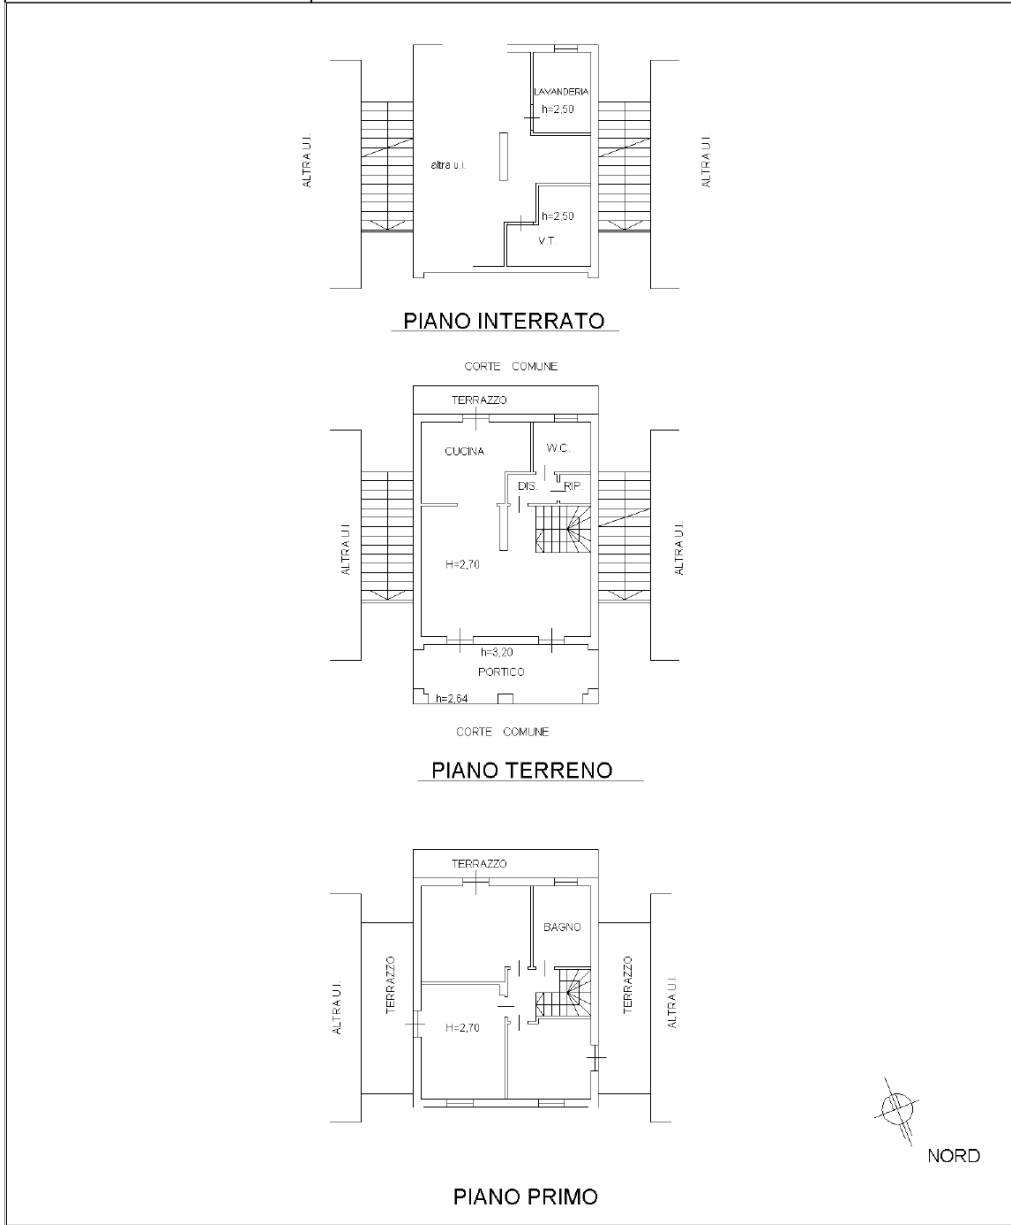 LAVANDERIA
h=2,50
ALTRA U.I.
altra u.i.
ALTRA U.I.
h=2,50
V.T.
PIANO INTERRATO
CORTE COMUNE
TERRAZZO
CUCINA
W.C.
DIS.
RIP.
ALTRA U.I.
H=2,70
ALTRA U.I.
h=3,20
PORTICO
h=2,64
CORTE COMUNE
PIANO TERRENO
TERRAZZO
BAGNO
ALTRA U.I.
TERRAZZO
H=2,70
TERRAZZO
ALTRA U.I.
NORD
PIANO PRIMO